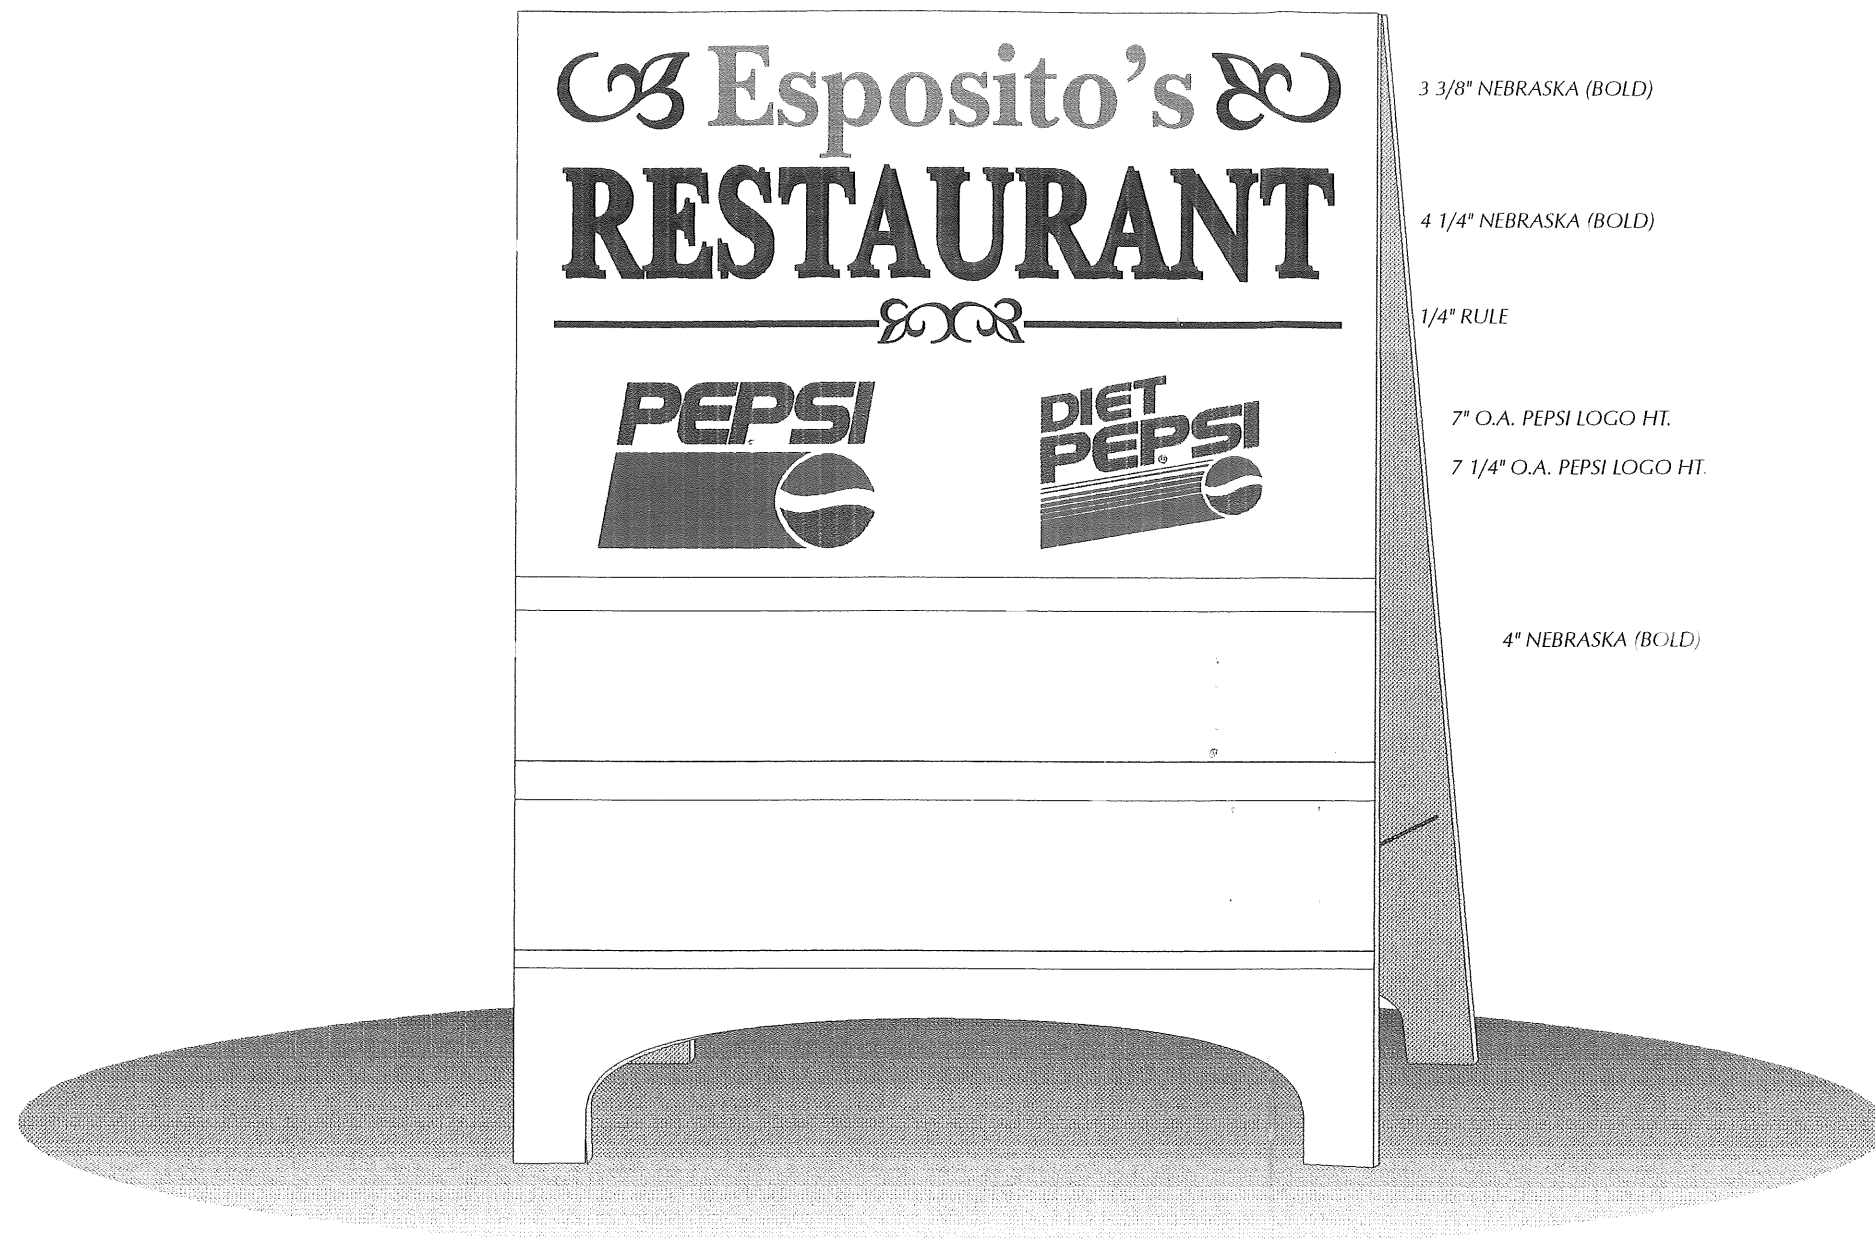 Esposito's
RESTAURANT
PEPSI
DIET
PEPSI
®
3 3/8" NEBRASKA (BOLD)
4 1/4" NEBRASKA (BOLD)
1/4" RULE
7" O.A. PEPSI LOGO HT.
7 1/4" O.A. PEPSI LOGO HT.
4" NEBRASKA (BOLD)